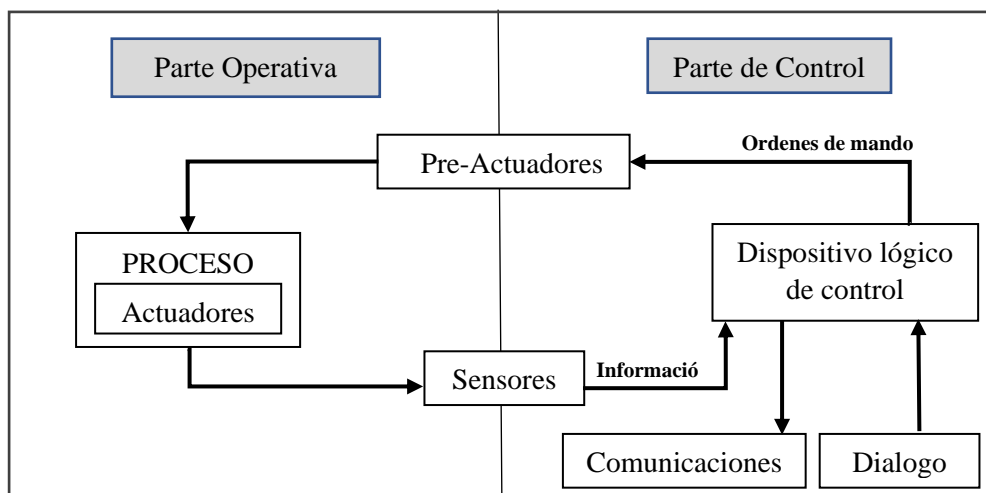 Parte Operativa
Parte de Control
Ordenes de mando
Pre-Actuadores
PROCESO
Actuadores
Dispositivo lógico
de control
Sensores
Informació
Comunicaciones
Dialogo